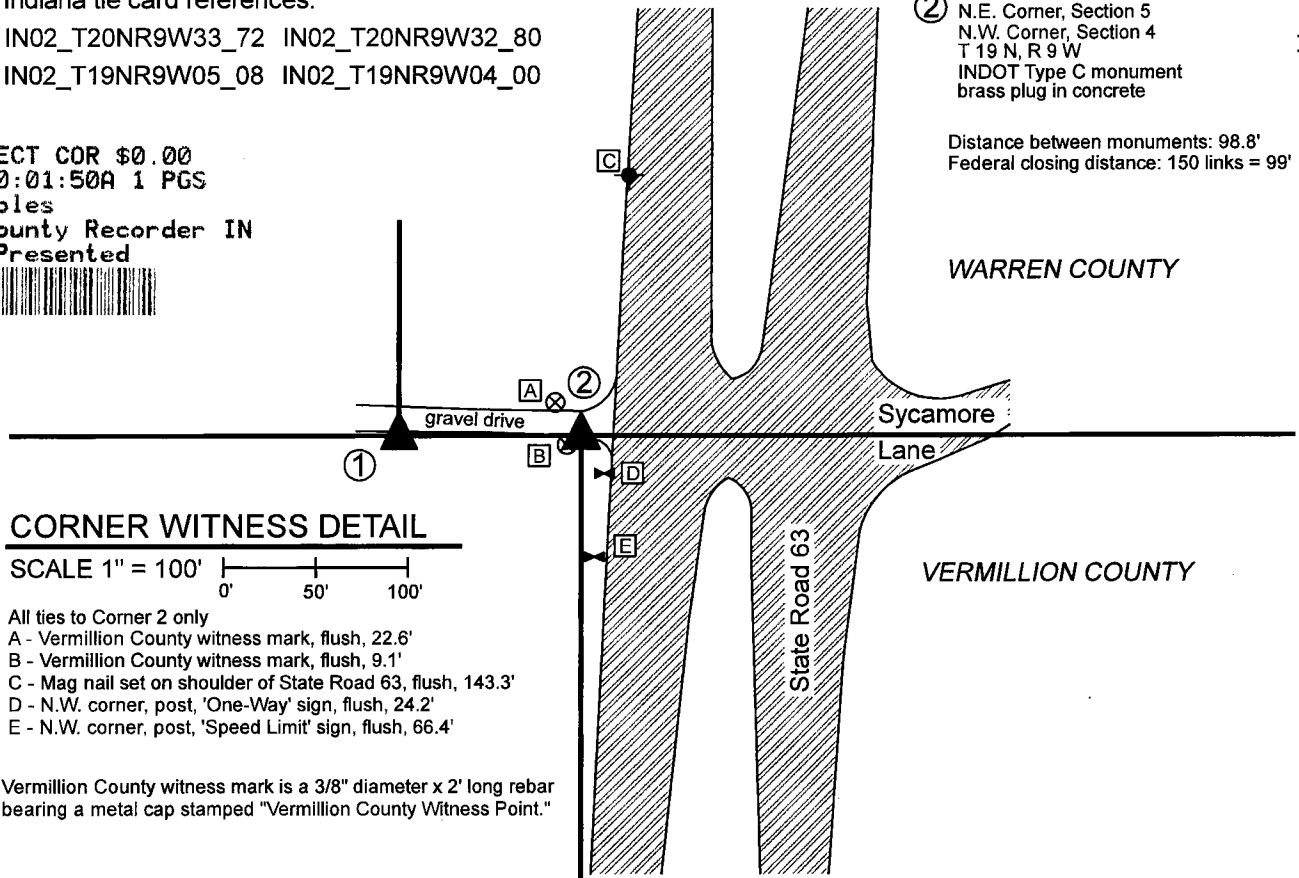 Indiana tie card references:
IN02_T20NR9W33_72 IN02_T20NR9W32_80
IN02_T19NR9W05_08 IN02_T19NR9W04_00
ECT COR $0.00
0:01:50A 1 PGS
ples
ounty Recorder IN
Presented
2
N.E. Corner, Section 5
N.W. Corner, Section 4
T 19 N, R 9 W
INDOT Type C monument
brass plug in concrete
Distance between monuments: 98.8'
Federal closing distance: 150 links = 99'
C
WARREN COUNTY
A
2
gravel drive
Sycamore
Lane
1
B
D
E
State Road 63
VERMILLION COUNTY
CORNER WITNESS DETAIL
SCALE 1" = 100'
0' 50' 100'
All ties to Corner 2 only
A - Vermillion County witness mark, flush, 22.6'
B - Vermillion County witness mark, flush, 9.1'
C - Mag nail set on shoulder of State Road 63, flush, 143.3'
D - N.W. corner, post, 'One-Way' sign, flush, 24.2'
E - N.W. corner, post, 'Speed Limit' sign, flush, 66.4'
Vermillion County witness mark is a 3/8" diameter x 2' long rebar
bearing a metal cap stamped "Vermillion County Witness Point."